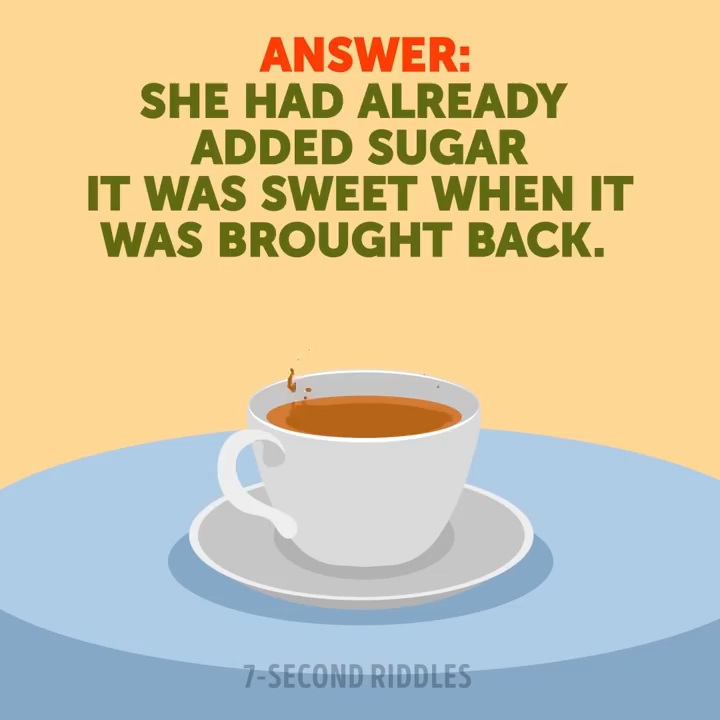 ANSWER:
SHE HAD ALREADY
ADDED SUGAR
IT WAS SWEET WHEN IT
WAS BROUGHT BACK.
7-SECOND RIDDLES